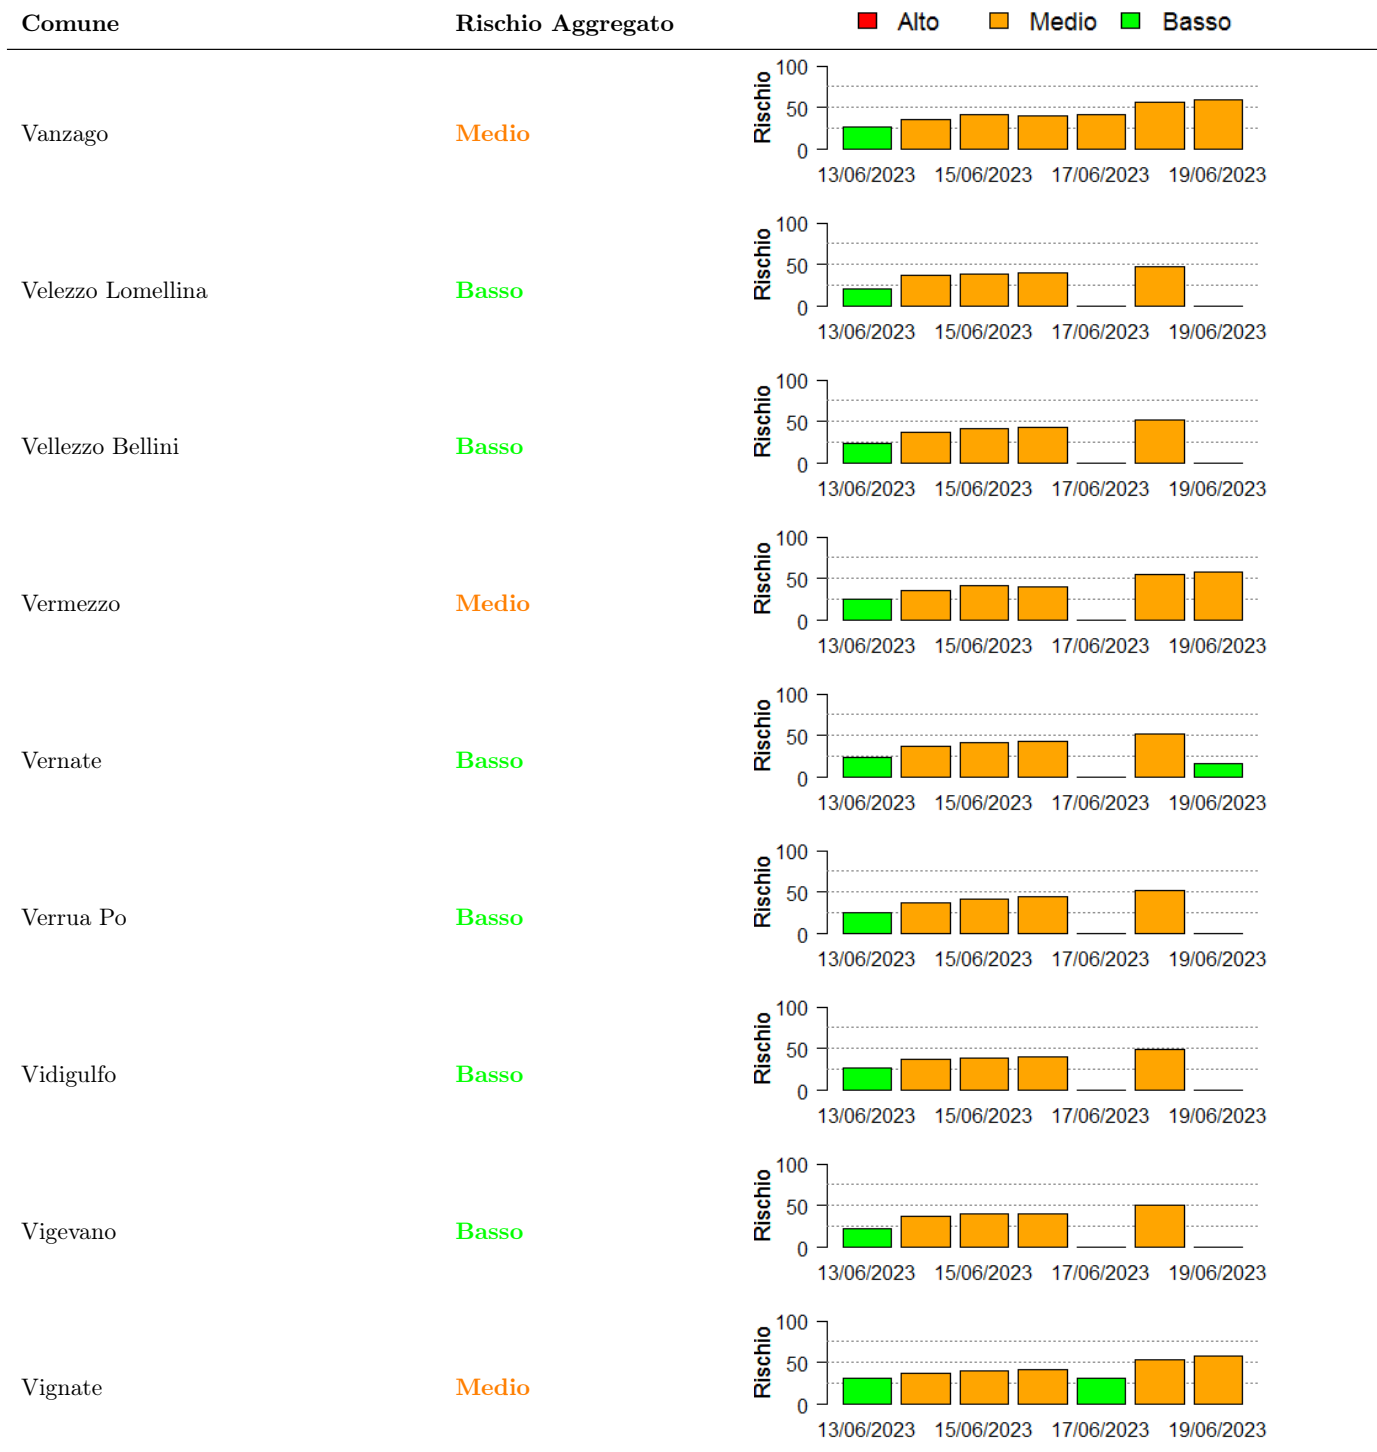 Comune Rischio Aggregato Alto Medio Basso
Vanzago Medio Rischio 100 50 0
13/06/2023 15/06/2023 17/06/2023 19/06/2023
Velezzo Lomellina Basso Rischio 100 50 0
13/06/2023 15/06/2023 17/06/2023 19/06/2023
Vellezzo Bellini Basso Rischio 100 50 0
13/06/2023 15/06/2023 17/06/2023 19/06/2023
Vermezzo Medio Rischio 100 50 0
13/06/2023 15/06/2023 17/06/2023 19/06/2023
Vernate Basso Rischio 100 50 0
13/06/2023 15/06/2023 17/06/2023 19/06/2023
Verrua Po Basso Rischio 100 50 0
13/06/2023 15/06/2023 17/06/2023 19/06/2023
Vidigulfo Basso Rischio 100 50 0
13/06/2023 15/06/2023 17/06/2023 19/06/2023
Vigevano Basso Rischio 100 50 0
13/06/2023 15/06/2023 17/06/2023 19/06/2023
Vignate Medio Rischio 100 50 0
13/06/2023 15/06/2023 17/06/2023 19/06/2023